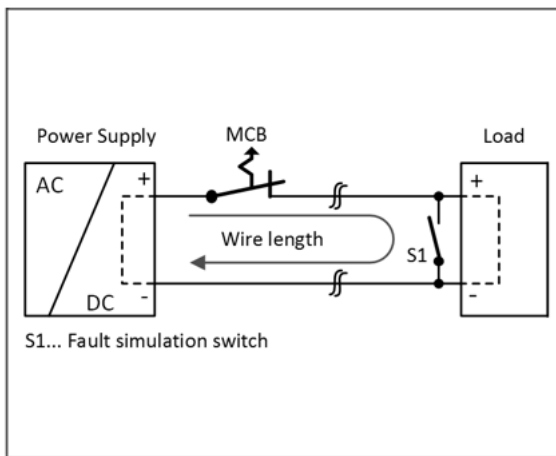 Power Supply
MCB
Load
AC
+
+
Wire length
S1
DC
-
-
S1... Fault simulation switch